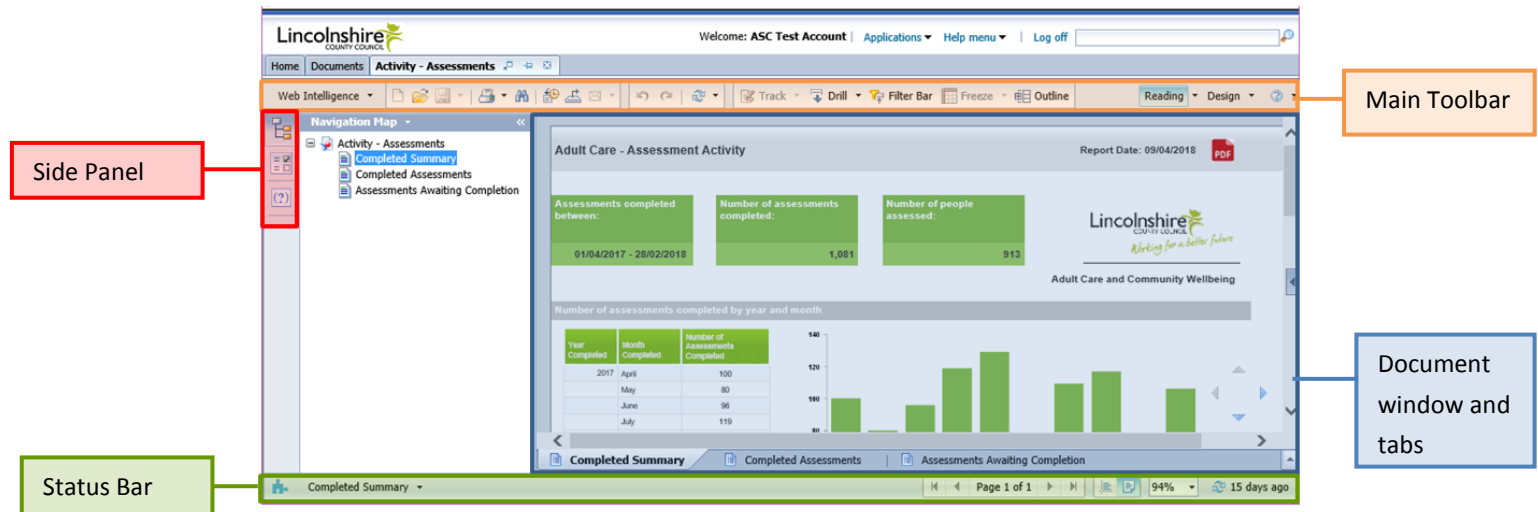 Lincolnshire
COUNTY COUNCIL
Welcome: ASC Test Account | Applications Help menu | Log off
Home Documents Activity - Assessments
Web Intelligence Track Drill Filter Bar Freeze Outline Reading Design
Main Toolbar
Side Panel
Navigation Map
Activity - Assessments
Completed Summary
Completed Assessments
Assessments Awaiting Completion
Adult Care - Assessment Activity Report Date: 09/04/2018 PDF
Assessments completed between:
01/04/2017 - 28/02/2018
Number of assessments completed:
1,081
Number of people assessed:
913
Lincolnshire
COUNTY COUNCIL
Working for a better future
Adult Care and Community Wellbeing
Number of assessments completed by year and month
Year Completed Month Completed Number of Assessments Completed
2017 April 100
May 80
June 96
July 119
140
120
100
80
Document
window and
tabs
Completed Summary Completed Assessments | Assessments Awaiting Completion
Status Bar
Completed Summary Page 1 of 1 94% 15 days ago